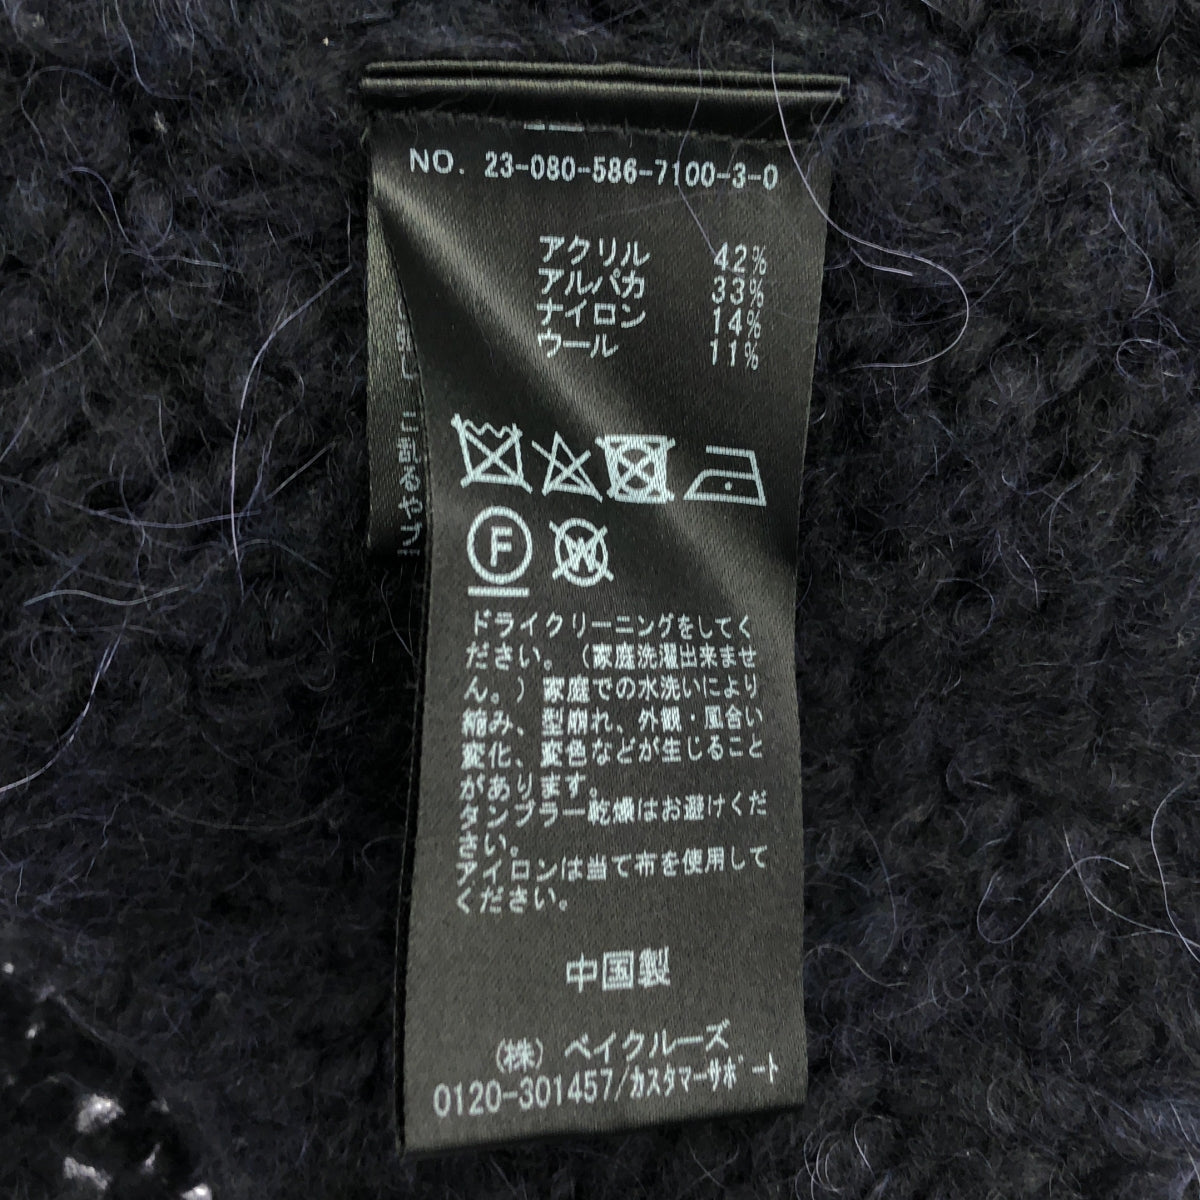 NO. 23-080-586-7100-3-0
アクリル 42%
アルパカ 33%
ナイロン 14%
ウール 11%
F
W
ドライクリーニングをしてく
ださい。（家庭洗濯出来ませ
ん。）家庭での水洗いにより
縮み、型崩れ、外観・風合い
変化、変色などが生じること
があります。
タンブラー乾燥はお避けくだ
さい。
アイロンは当て布を使用して
ください。
中国製
（株）ベイクルーズ
0120-301457/カスタマーサポート